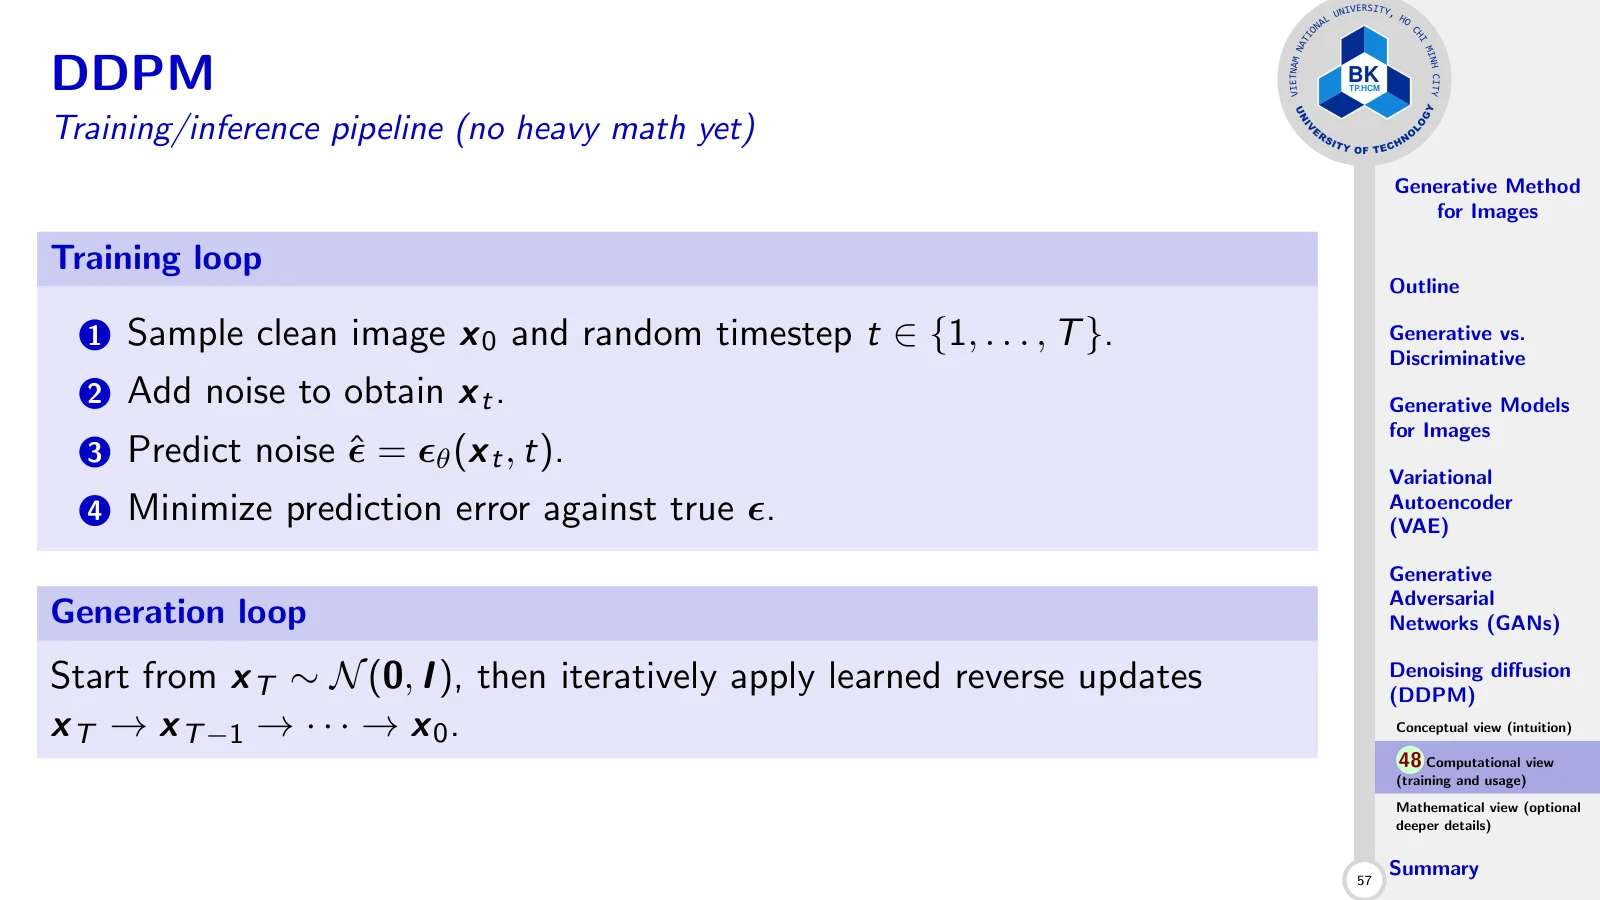 DDPM
Training/inference pipeline (no heavy math yet)
Training loop
1 Sample clean image x₀ and random timestep t ∈ {1, . . . , T}.
2 Add noise to obtain xₜ.
3 Predict noise ϵ̂ = ϵ_θ(xₜ, t).
4 Minimize prediction error against true ϵ.
Generation loop
Start from x_T ∼ 𝒩(0, I), then iteratively apply learned reverse updates
x_T → x_{T−1} → · · · → x₀.
VIETNAM NATIONAL UNIVERSITY, HO CHI MINH CITY
BK
TP.HCM
UNIVERSITY OF TECHNOLOGY
Generative Method
for Images
Outline
Generative vs.
Discriminative
Generative Models
for Images
Variational
Autoencoder
(VAE)
Generative
Adversarial
Networks (GANs)
Denoising diffusion
(DDPM)
Conceptual view (intuition)
48 Computational view
(training and usage)
Mathematical view (optional
deeper details)
Summary
57